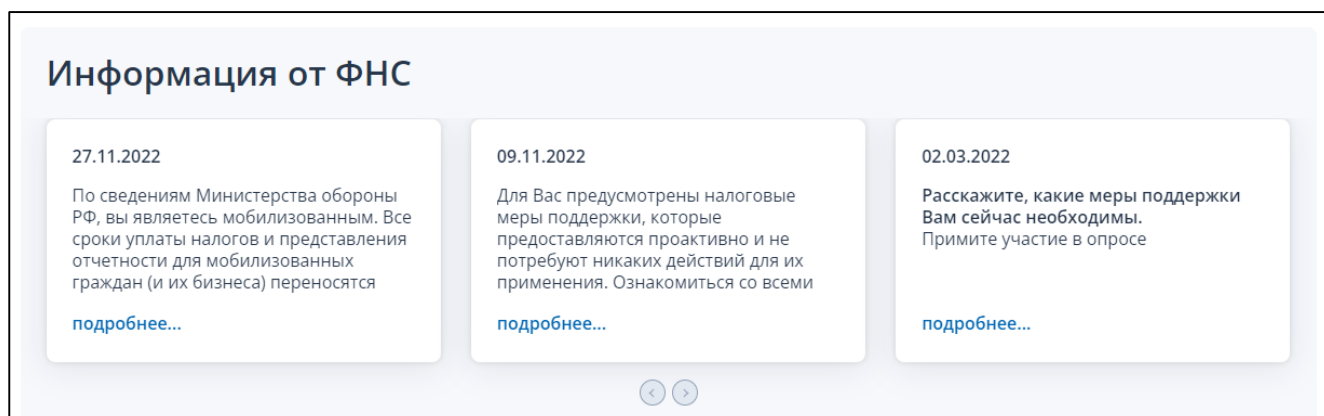 Информация от ФНС
27.11.2022
По сведениям Министерства обороны
РФ, вы являетесь мобилизованным. Все
сроки уплаты налогов и представления
отчетности для мобилизованных
граждан (и их бизнеса) переносятся
подробнее...
09.11.2022
Для Вас предусмотрены налоговые
меры поддержки, которые
предоставляются проактивно и не
потребуют никаких действий для их
применения. Ознакомиться со всеми
подробнее...
02.03.2022
Расскажите, какие меры поддержки
Вам сейчас необходимы.
Примите участие в опросе
подробнее...